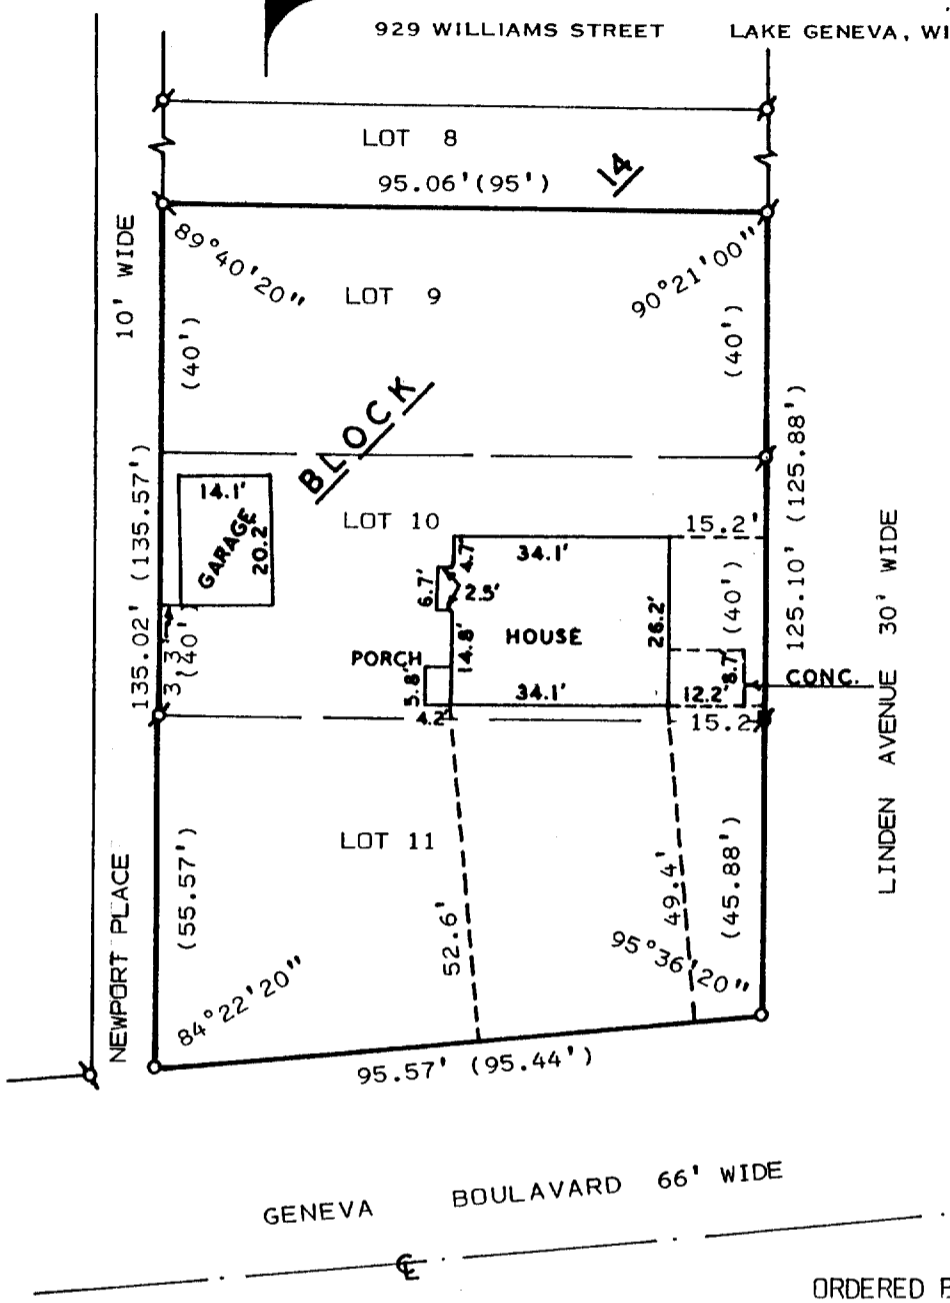 929 WILLIAMS STREET LAKE GENEVA, WI
LOT 8
95.06'(95')
14
10' WIDE
89°40'20"
90°21'00"
LOT 9
(40')
(40')
BLOCK
135.02' (135.57')
125.10' (125.88')
14.1'
GARAGE
20.2
LOT 10
15.2'
34.1'
4.7'
6.7'
2.5'
HOUSE
26.2'
(40')
LINDEN AVENUE 30' WIDE
3.3'
(40')
PORCH
14.8'
5.8'
34.1'
4.2'
8.7'
12.2'
CONC.
15.2
LOT 11
(55.57')
52.6'
49.4'
(45.88')
95°36'20"
84°22'20"
NEWPORT PLACE
95.57' (95.44')
GENEVA BOULAVARD 66' WIDE
℄
ORDERED